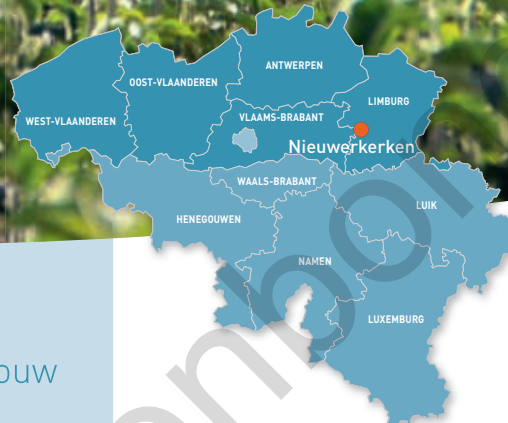 ANTWERPEN
OOST-VLAANDEREN
LIMBURG
WEST-VLAANDEREN
VLAAMS-BRABANT
Nieuwerkerken
WAALS-BRABANT
LUIK
HENEGOUWEN
NAMEN
LUXEMBURG
ouw